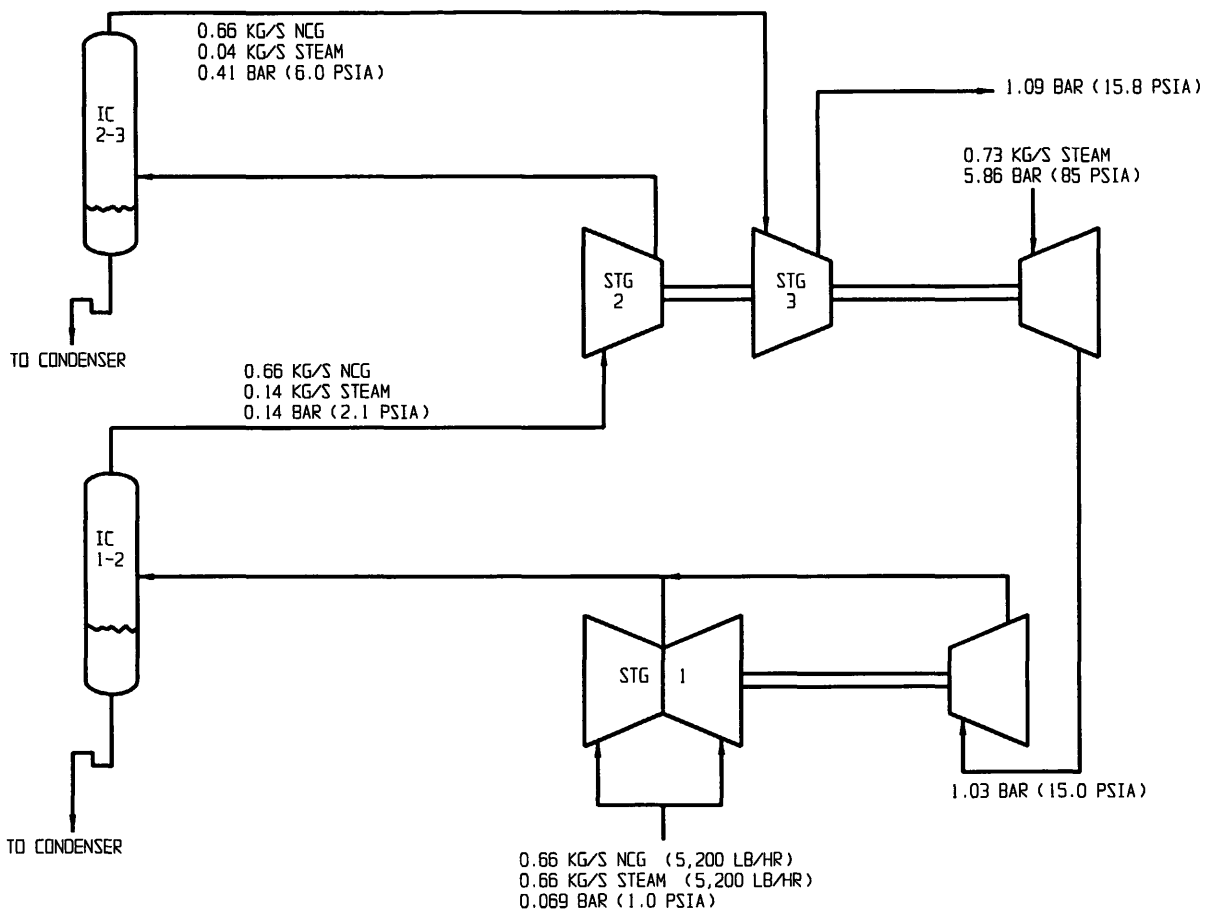 0.66 KG/S NCG
0.04 KG/S STEAM
0.41 BAR (6.0 PSIA)
1.09 BAR (15.8 PSIA)
IC
2-3
0.73 KG/S STEAM
5.86 BAR (85 PSIA)
STG
2
STG
3
TO CONDENSER
0.66 KG/S NCG
0.14 KG/S STEAM
0.14 BAR (2.1 PSIA)
IC
1-2
STG 1
1.03 BAR (15.0 PSIA)
TO CONDENSER
0.66 KG/S NCG (5,200 LB/HR)
0.66 KG/S STEAM (5,200 LB/HR)
0.069 BAR (1.0 PSIA)